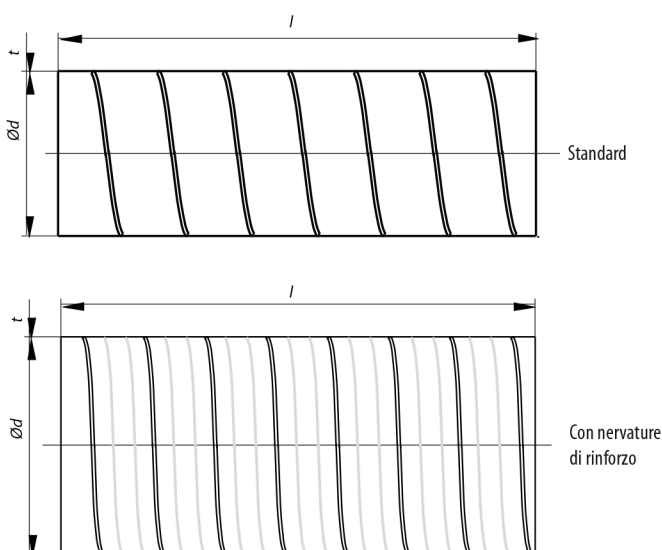 l
t
Ød
Standard
l
t
Ød
Con nervature
di rinforzo